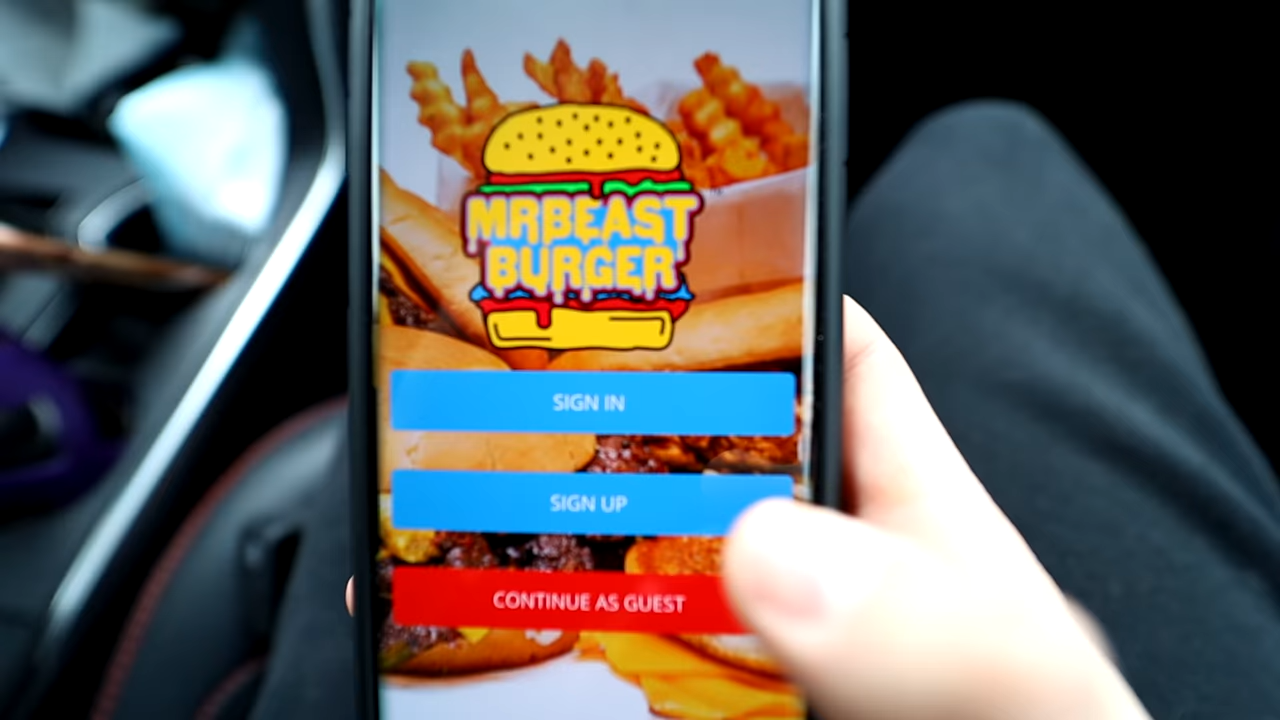 MRBEAST
BURGER
SIGN IN
SIGN UP
CONTINUE AS GUEST